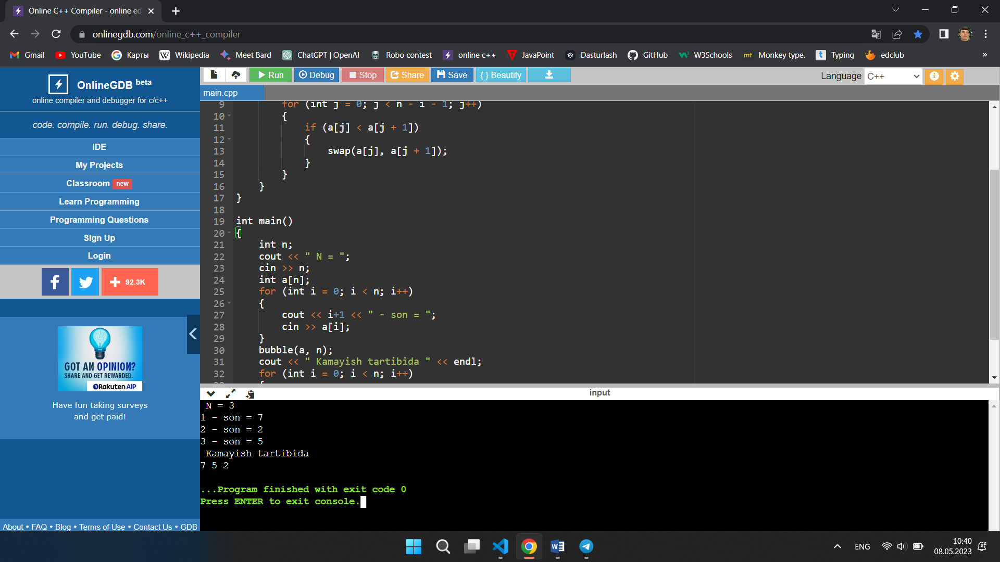 Online C++ Compiler - online ed
onlinegdb.com/online_c++_compiler
Gmail YouTube Карты Wikipedia Meet Bard ChatGPT | OpenAI Robo contest online c++ JavaPoint Dasturlash GitHub W3Schools Monkey type. Typing edclub »
OnlineGDB beta
online compiler and debugger for c/c++
code. compile. run. debug. share.
IDE
My Projects
Classroom new
Learn Programming
Programming Questions
Sign Up
Login
92.3K
GOT AN OPINION?
SHARE AND GET REWARDED.
Rakuten AIP
Have fun taking surveys
and get paid!
About • FAQ • Blog • Terms of Use • Contact Us • GDB
Run Debug Stop Share Save { } Beautify
Language C++
main.cpp
9 for (int j = 0; j < n - i - 1; j++)
10 {
11 if (a[j] < a[j + 1])
12 {
13 swap(a[j], a[j + 1]);
14 }
15 }
16 }
17 }
18
19 int main()
20 {
21 int n;
22 cout << " N = ";
23 cin >> n;
24 int a[n];
25 for (int i = 0; i < n; i++)
26 {
27 cout << i+1 << " - son = ";
28 cin >> a[i];
29 }
30 bubble(a, n);
31 cout << " Kamayish tartibida " << endl;
32 for (int i = 0; i < n; i++)
input
N = 3
1 - son = 7
2 - son = 2
3 - son = 5
Kamayish tartibida
7 5 2
...Program finished with exit code 0
Press ENTER to exit console.
ENG
10:40
08.05.2023